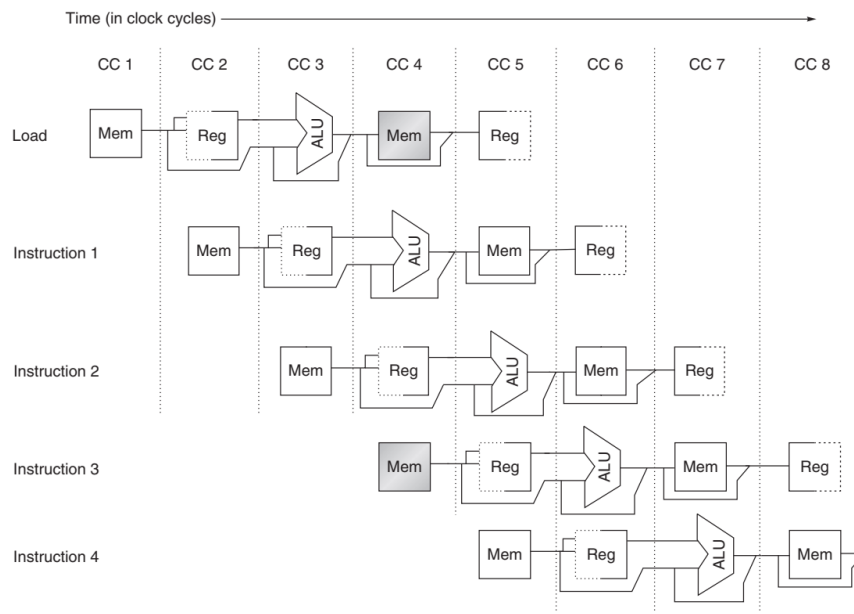 Time (in clock cycles)
CC 1 CC 2 CC 3 CC 4 CC 5 CC 6 CC 7 CC 8
Load Mem Reg ALU Mem Reg
Instruction 1 Mem Reg ALU Mem Reg
Instruction 2 Mem Reg ALU Mem Reg
Instruction 3 Mem Reg ALU Mem Reg
Instruction 4 Mem Reg ALU Mem